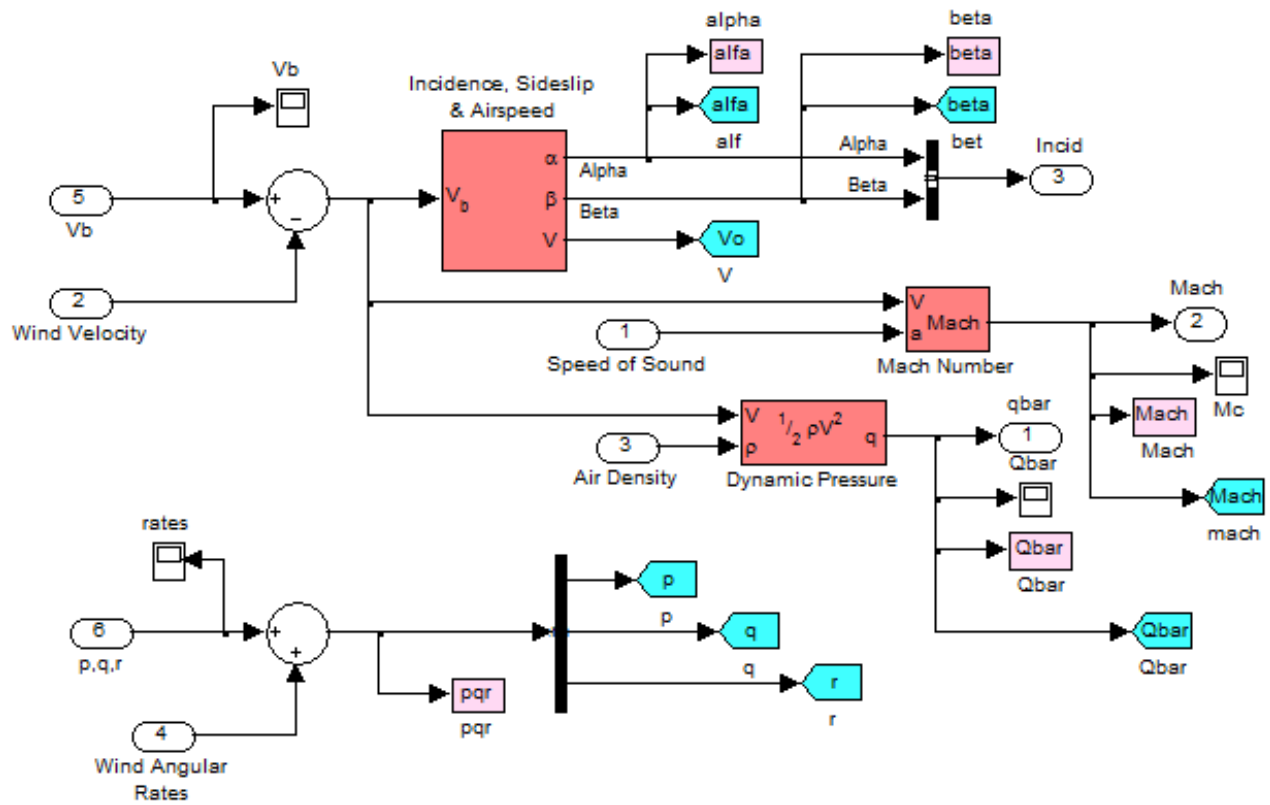 alpha
alfa
alfa
alf
beta
beta
beta
bet
Vb
Incidence, Sideslip
& Airspeed
V_b
α
β
V
Alpha
Beta
Alpha
Beta
Incid
3
5
Vb
+
−
2
Wind Velocity
Vo
V
1
Speed of Sound
V
a
Mach
Mach Number
Mach
2
Mc
Mach
Mach
Mach
mach
3
Air Density
V
ρ
1/2 ρV²
q
Dynamic Pressure
qbar
1
Qbar
Qbar
Qbar
Qbar
Qbar
rates
6
p,q,r
+
+
4
Wind Angular
Rates
pqr
pqr
p
p
q
q
r
r